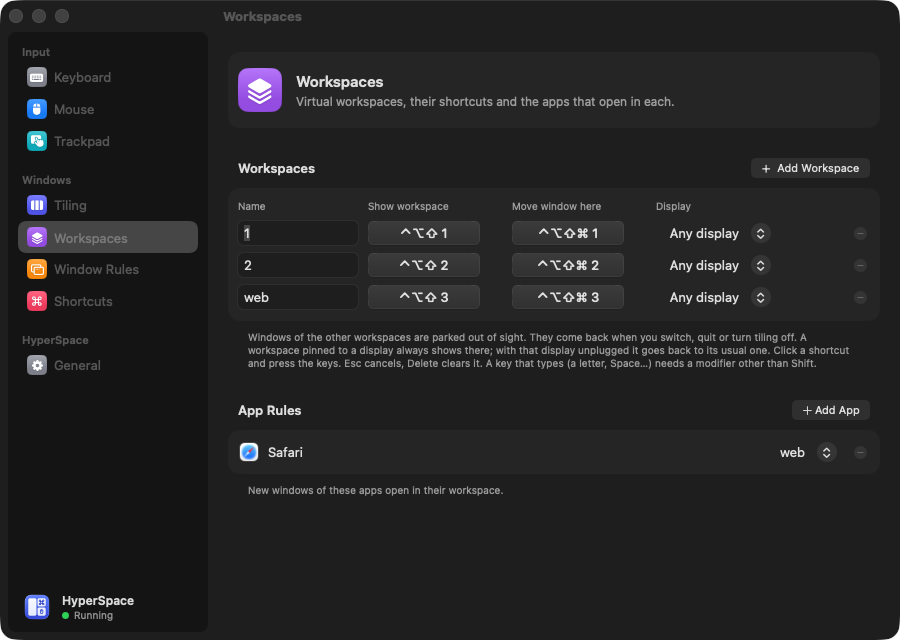 Workspaces
Input
Keyboard
Mouse
Trackpad
Windows
Tiling
Workspaces
Window Rules
Shortcuts
HyperSpace
General
HyperSpace
Running
Workspaces
Virtual workspaces, their shortcuts and the apps that open in each.
Workspaces
+ Add Workspace
Name Show workspace Move window here Display
1 ⌃⌥⇧ 1 ⌃⌥⇧⌘ 1 Any display
2 ⌃⌥⇧ 2 ⌃⌥⇧⌘ 2 Any display
web ⌃⌥⇧ 3 ⌃⌥⇧⌘ 3 Any display
Windows of the other workspaces are parked out of sight. They come back when you switch, quit or turn tiling off. A
workspace pinned to a display always shows there; with that display unplugged it goes back to its usual one. Click a shortcut
and press the keys. Esc cancels, Delete clears it. A key that types (a letter, Space...) needs a modifier other than Shift.
App Rules
+ Add App
Safari web
New windows of these apps open in their workspace.